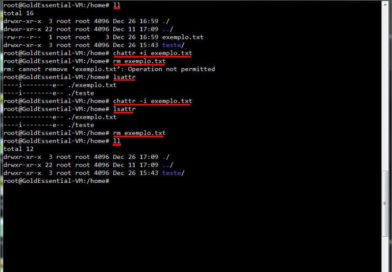 root@GoldEssential-VM:/home# ll
total 16
drwxr-xr-x  3 root root 4096 Dec 26 16:59 ./
drwxr-xr-x 22 root root 4096 Dec 11 17:09 ../
-rw-r--r--  1 root root    3 Dec 26 16:59 exemplo.txt
drwxr-xr-x  2 root root 4096 Dec 26 15:43 teste/
root@GoldEssential-VM:/home# chattr +i exemplo.txt
root@GoldEssential-VM:/home# rm exemplo.txt
rm: cannot remove ‘exemplo.txt’: Operation not permitted
root@GoldEssential-VM:/home# lsattr
----i--------e-- ./exemplo.txt
-------------e-- ./teste
root@GoldEssential-VM:/home# chattr -i exemplo.txt
root@GoldEssential-VM:/home# lsattr
-------------e-- ./exemplo.txt
-------------e-- ./teste
root@GoldEssential-VM:/home# rm exemplo.txt
root@GoldEssential-VM:/home# ll
total 12
drwxr-xr-x  3 root root 4096 Dec 26 17:09 ./
drwxr-xr-x 22 root root 4096 Dec 11 17:09 ../
drwxr-xr-x  2 root root 4096 Dec 26 15:43 teste/
root@GoldEssential-VM:/home#